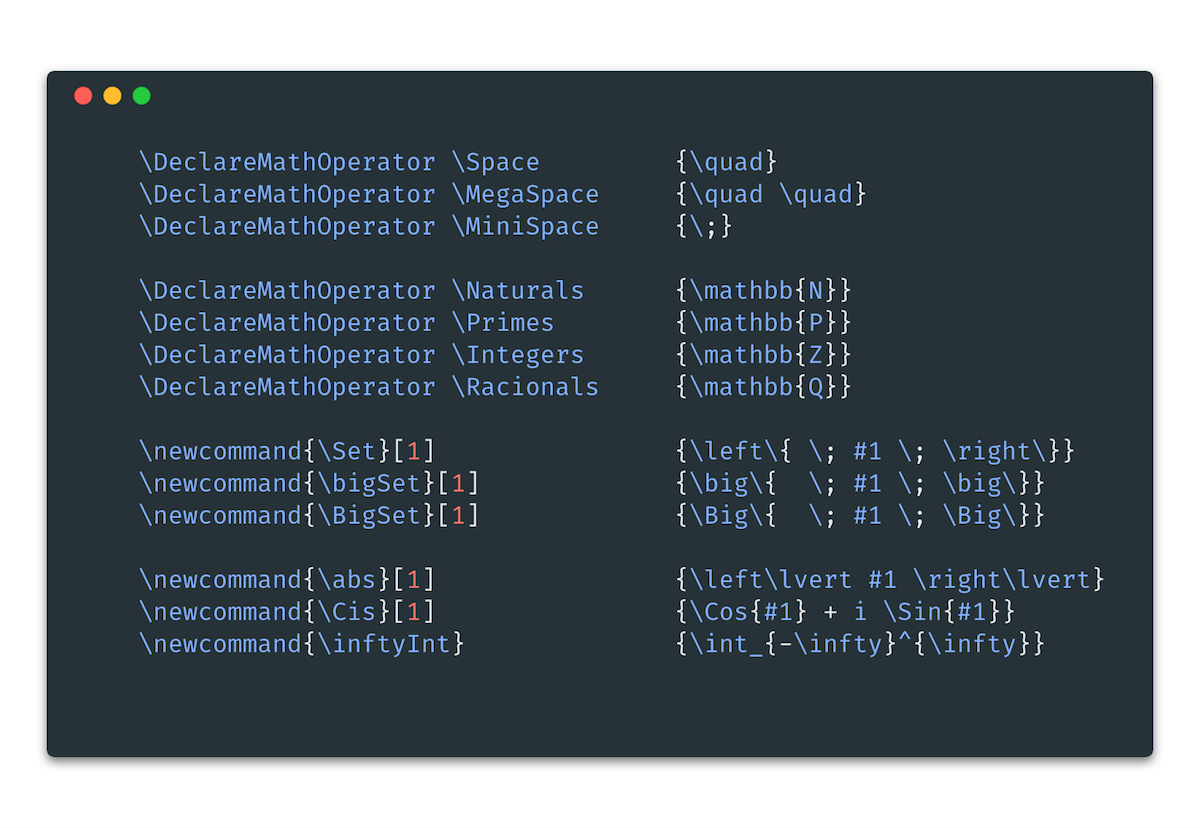 \DeclareMathOperator \Space {\quad}
\DeclareMathOperator \MegaSpace {\quad \quad}
\DeclareMathOperator \MiniSpace {\;}
\DeclareMathOperator \Naturals {\mathbb{N}}
\DeclareMathOperator \Primes {\mathbb{P}}
\DeclareMathOperator \Integers {\mathbb{Z}}
\DeclareMathOperator \Racionals {\mathbb{Q}}
\newcommand{\Set}[1] {\left\{ \; #1 \; \right\}}
\newcommand{\bigSet}[1] {\big\{  \; #1 \; \big\}}
\newcommand{\BigSet}[1] {\Big\{  \; #1 \; \Big\}}
\newcommand{\abs}[1] {\left\lvert #1 \right\lvert}
\newcommand{\Cis}[1] {\Cos{#1} + i \Sin{#1}}
\newcommand{\inftyInt} {\int_{-\infty}^{\infty}}